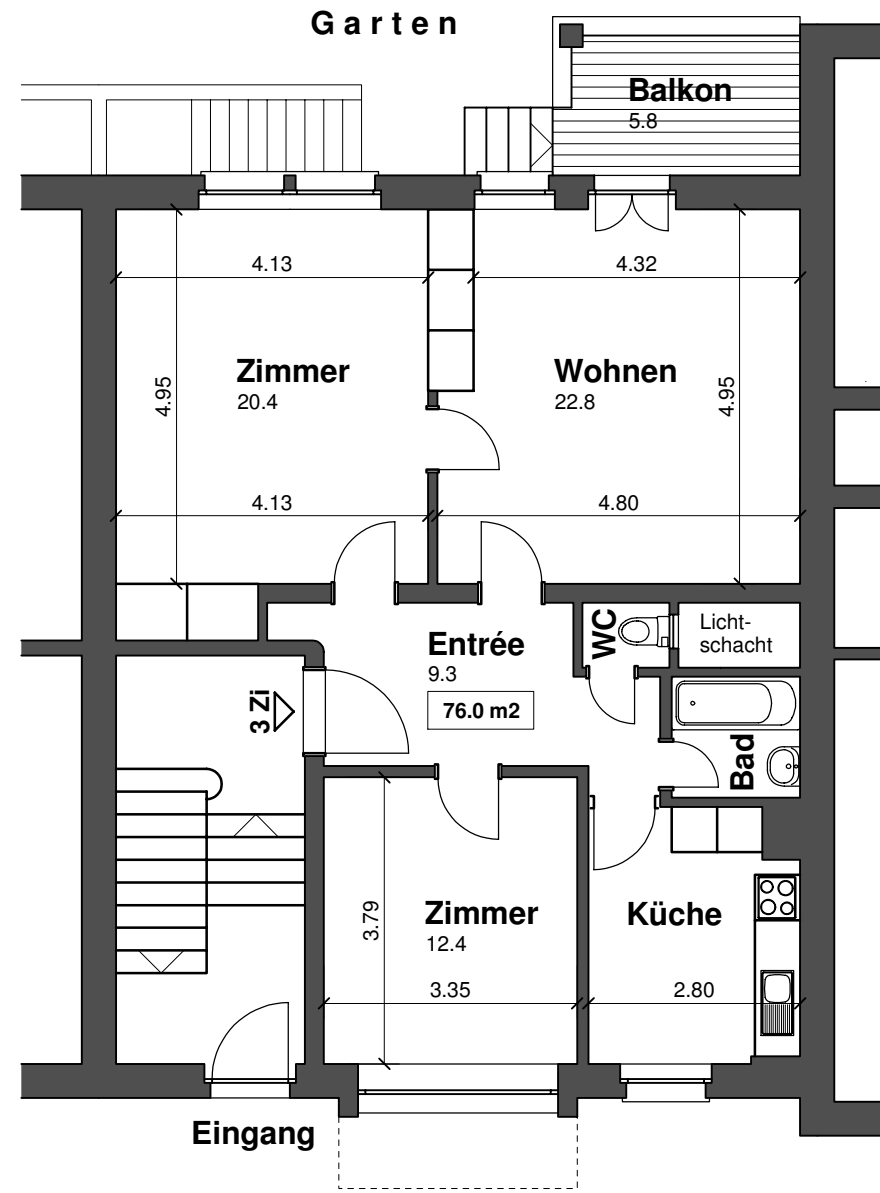 Garten
Balkon
5.8
4.13
4.32
Zimmer
20.4
Wohnen
22.8
4.95
4.95
4.13
4.80
Entrée
9.3
76.0 m2
WC
Licht-
schacht
3 Zi
Bad
3.79
Zimmer
12.4
Küche
3.35
2.80
Eingang